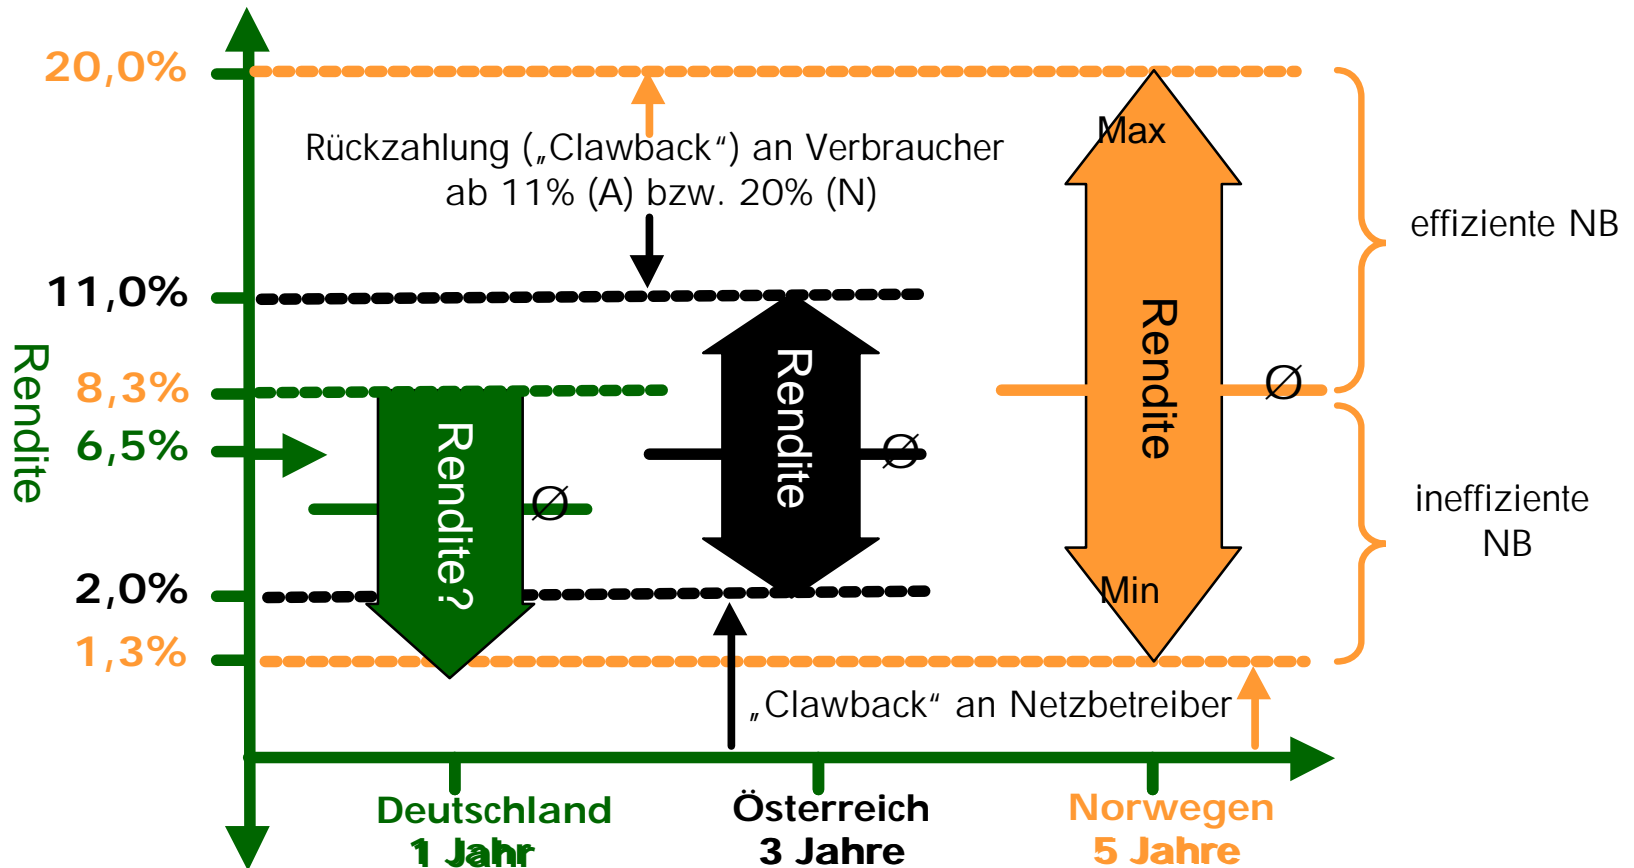 20,0%
Max
Rückzahlung („Clawback“) an Verbraucher
ab 11% (A) bzw. 20% (N)
effiziente NB
11,0%
Rendite
8,3%
6,5%
Rendite?
Ø
Rendite
Ø
Rendite
Ø
ineffiziente
NB
2,0%
Min
1,3%
„Clawback“ an Netzbetreiber
Deutschland
1 Jahr
Österreich
3 Jahre
Norwegen
5 Jahre